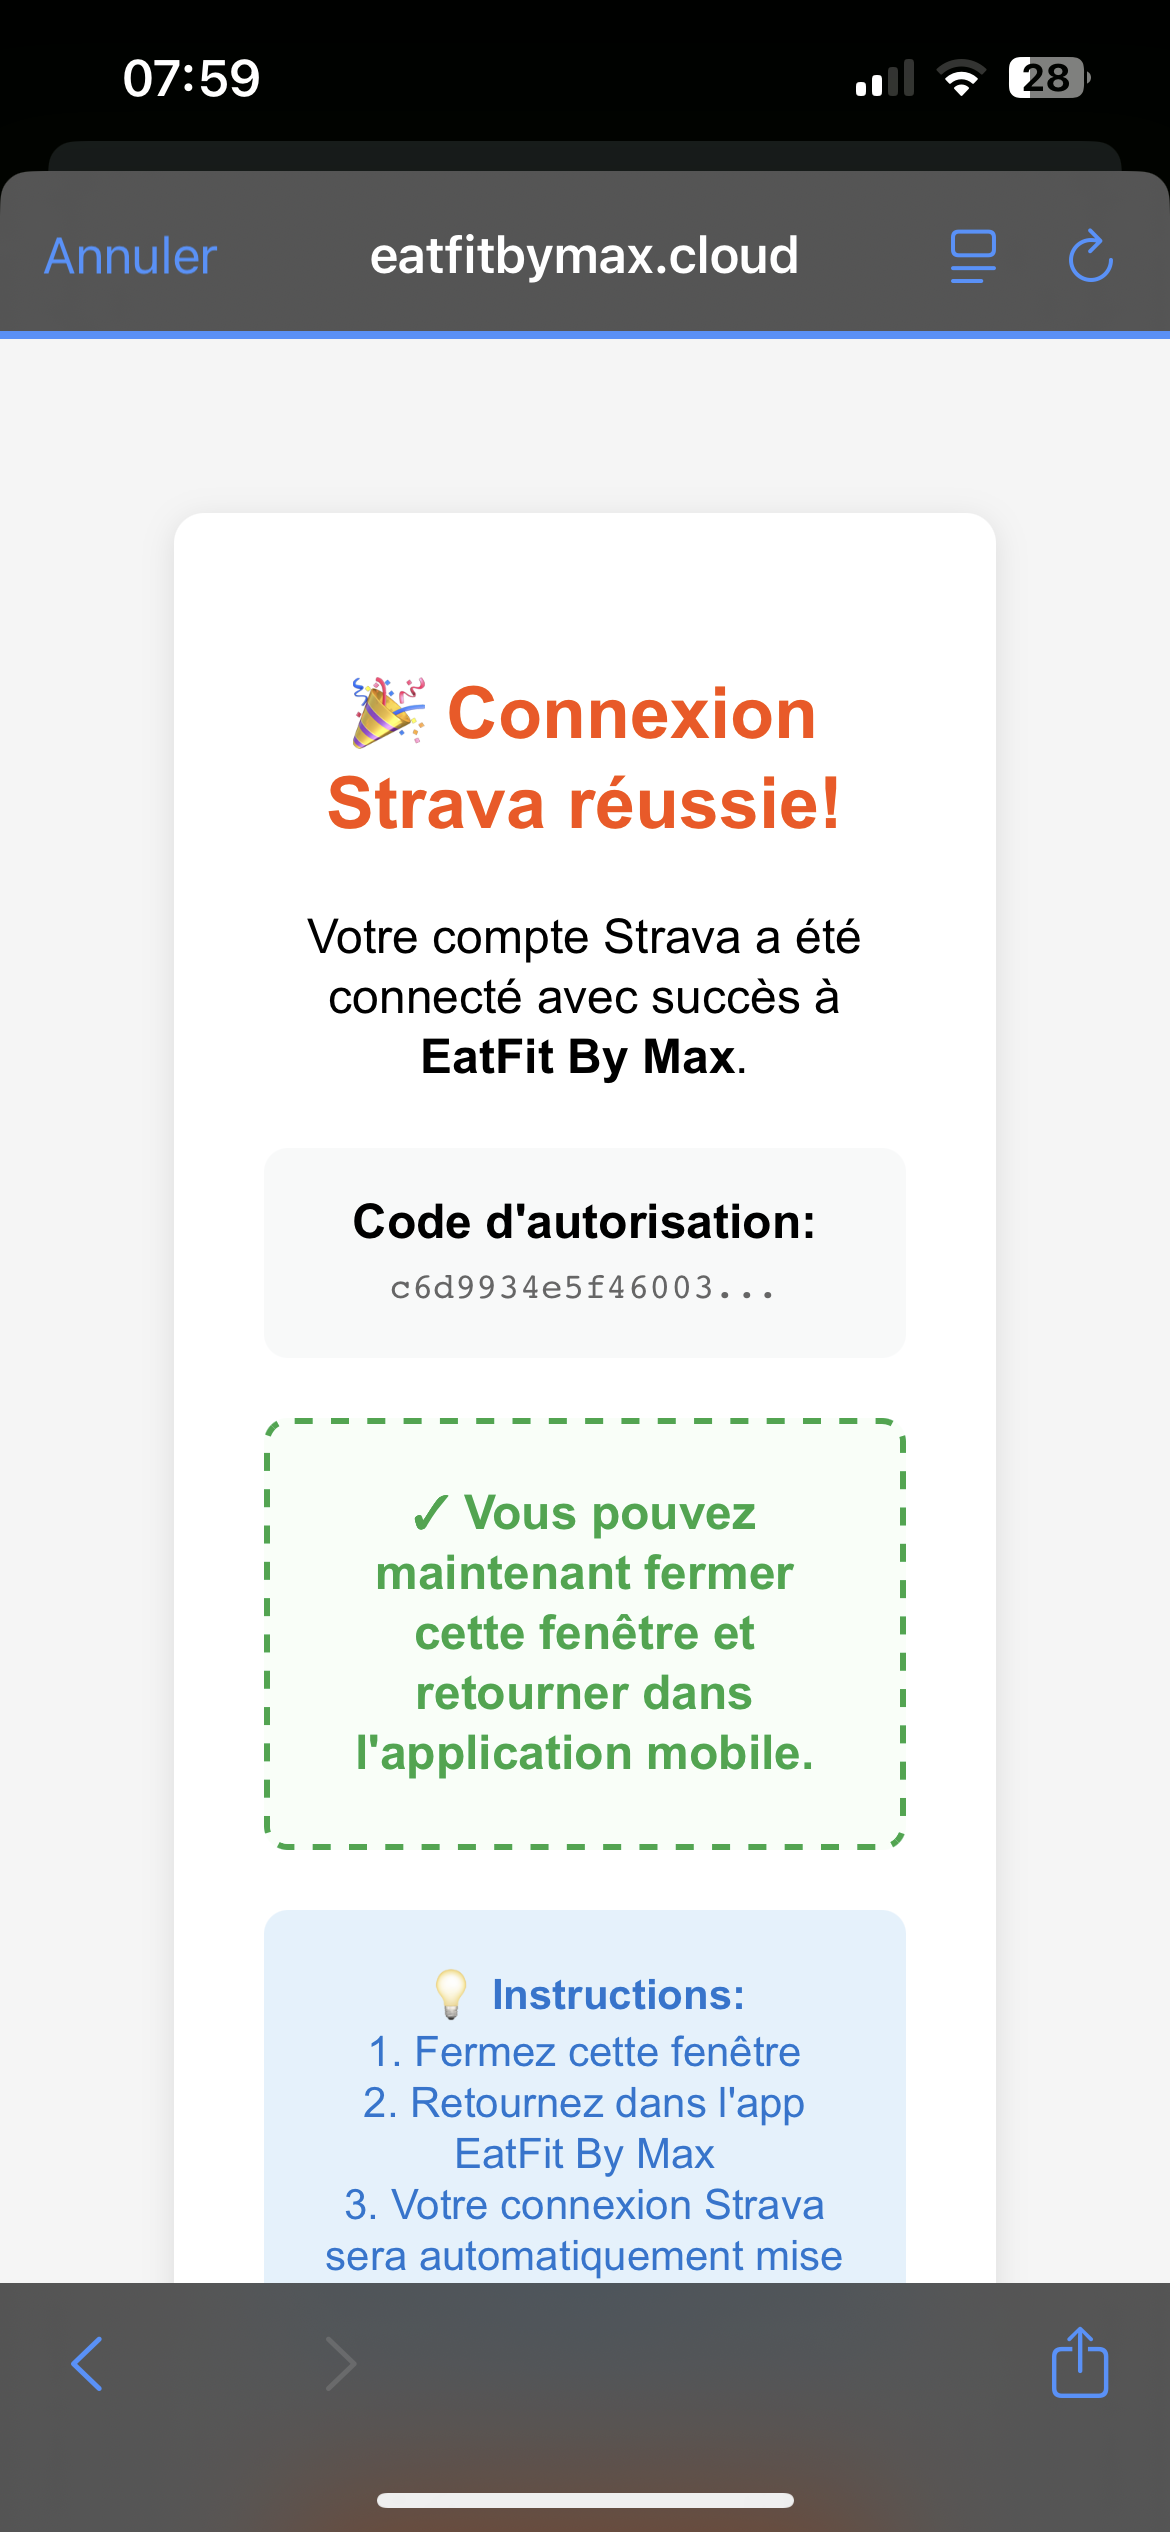 07:59
28
Annuler
eatfitbymax.cloud
🎉 Connexion
Strava réussie!
Votre compte Strava a été
connecté avec succès à
EatFit By Max.
Code d'autorisation:
c6d9934e5f46003...
✓ Vous pouvez
maintenant fermer
cette fenêtre et
retourner dans
l'application mobile.
💡 Instructions:
1. Fermez cette fenêtre
2. Retournez dans l'app
EatFit By Max
3. Votre connexion Strava
sera automatiquement mise